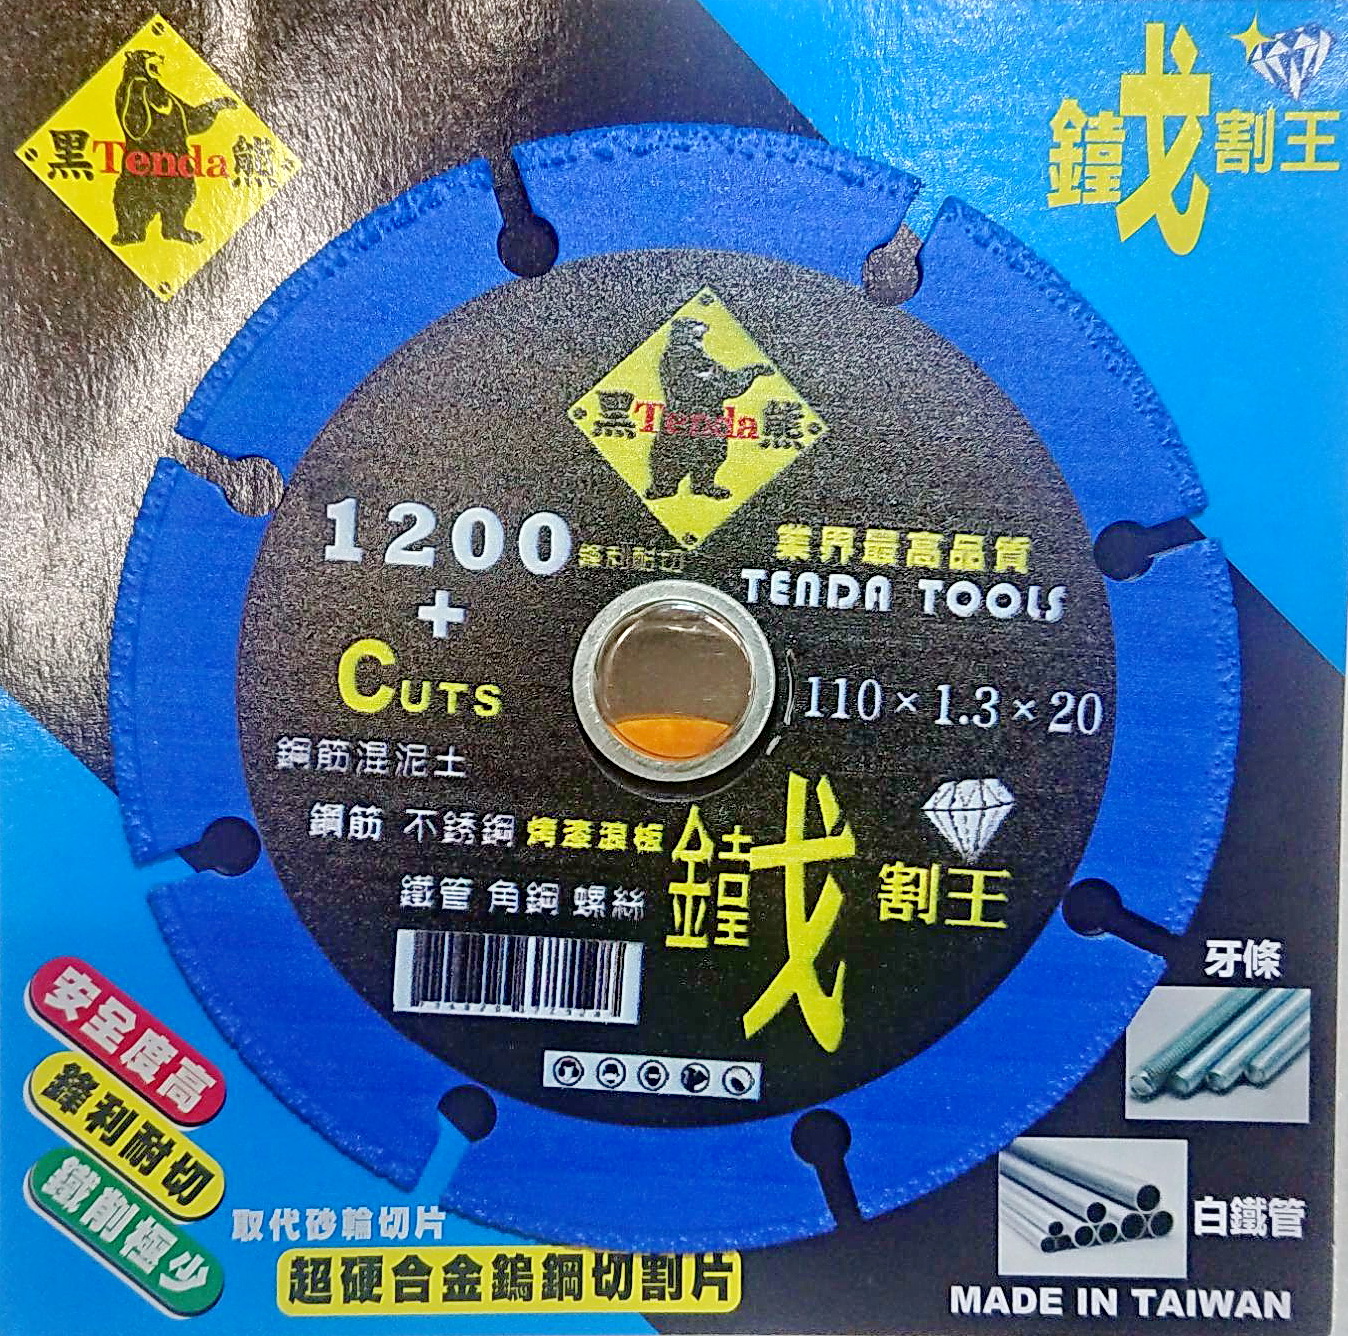 黑Tenda熊
鐽戈割王
黑Tenda熊
1200
鋒利耐切
+
CUTS
業界最高品質
TENDA TOOLS
110×1.3×20
鋼筋混泥土
鋼筋 不銹鋼 烤漆浪板
鐵管 角鋼 螺絲
戈割王
牙條
安全度高
鋒利耐切
鐵削極少
取代砂輪切片
超硬合金鎢鋼切割片
白鐵管
MADE IN TAIWAN